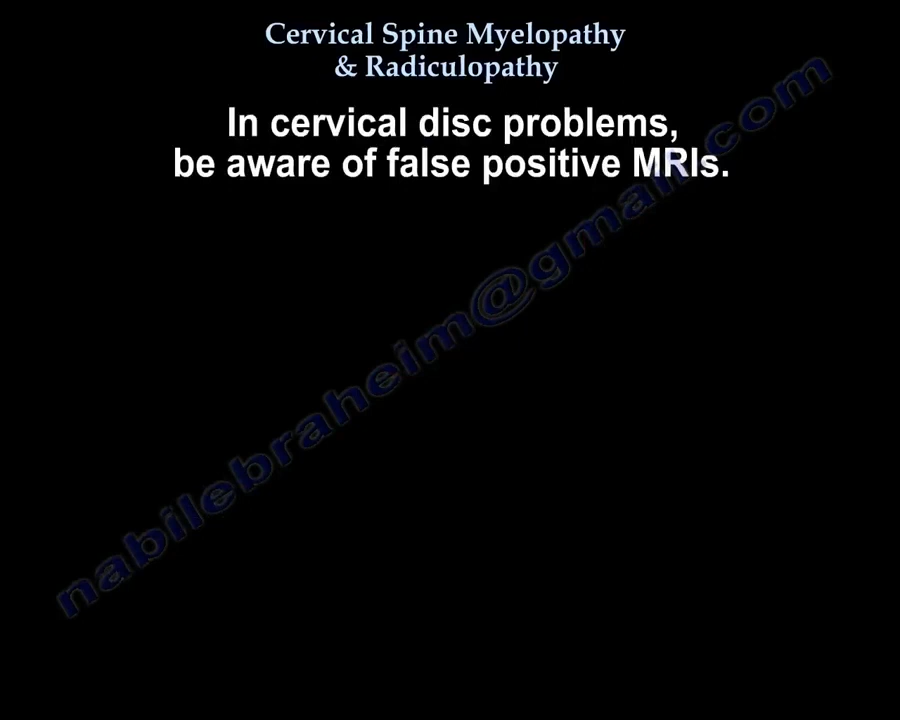 Cervical Spine Myelopathy
& Radiculopathy
In cervical disc problems,
be aware of false positive MRIs.
nabilebraheim@gmail.com